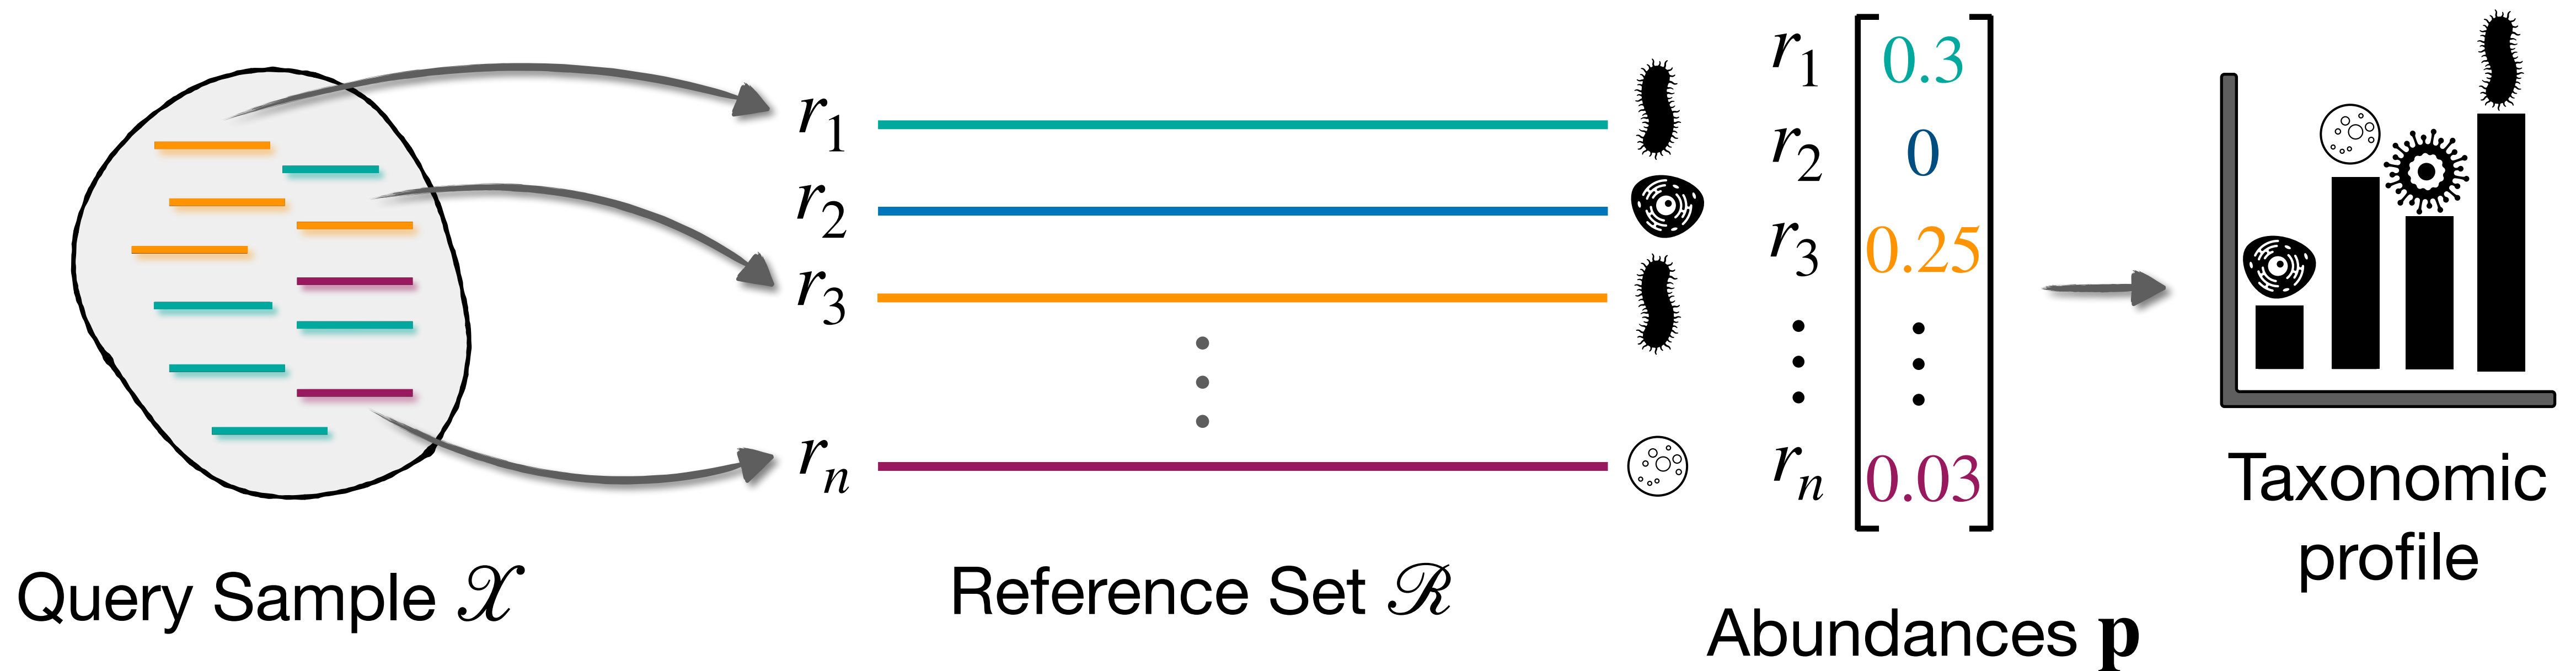 r1
r2
r3
rn
r1 0.3
r2 0
r3 0.25
rn 0.03
Query Sample 𝒳
Reference Set ℛ
Abundances p
Taxonomic
profile